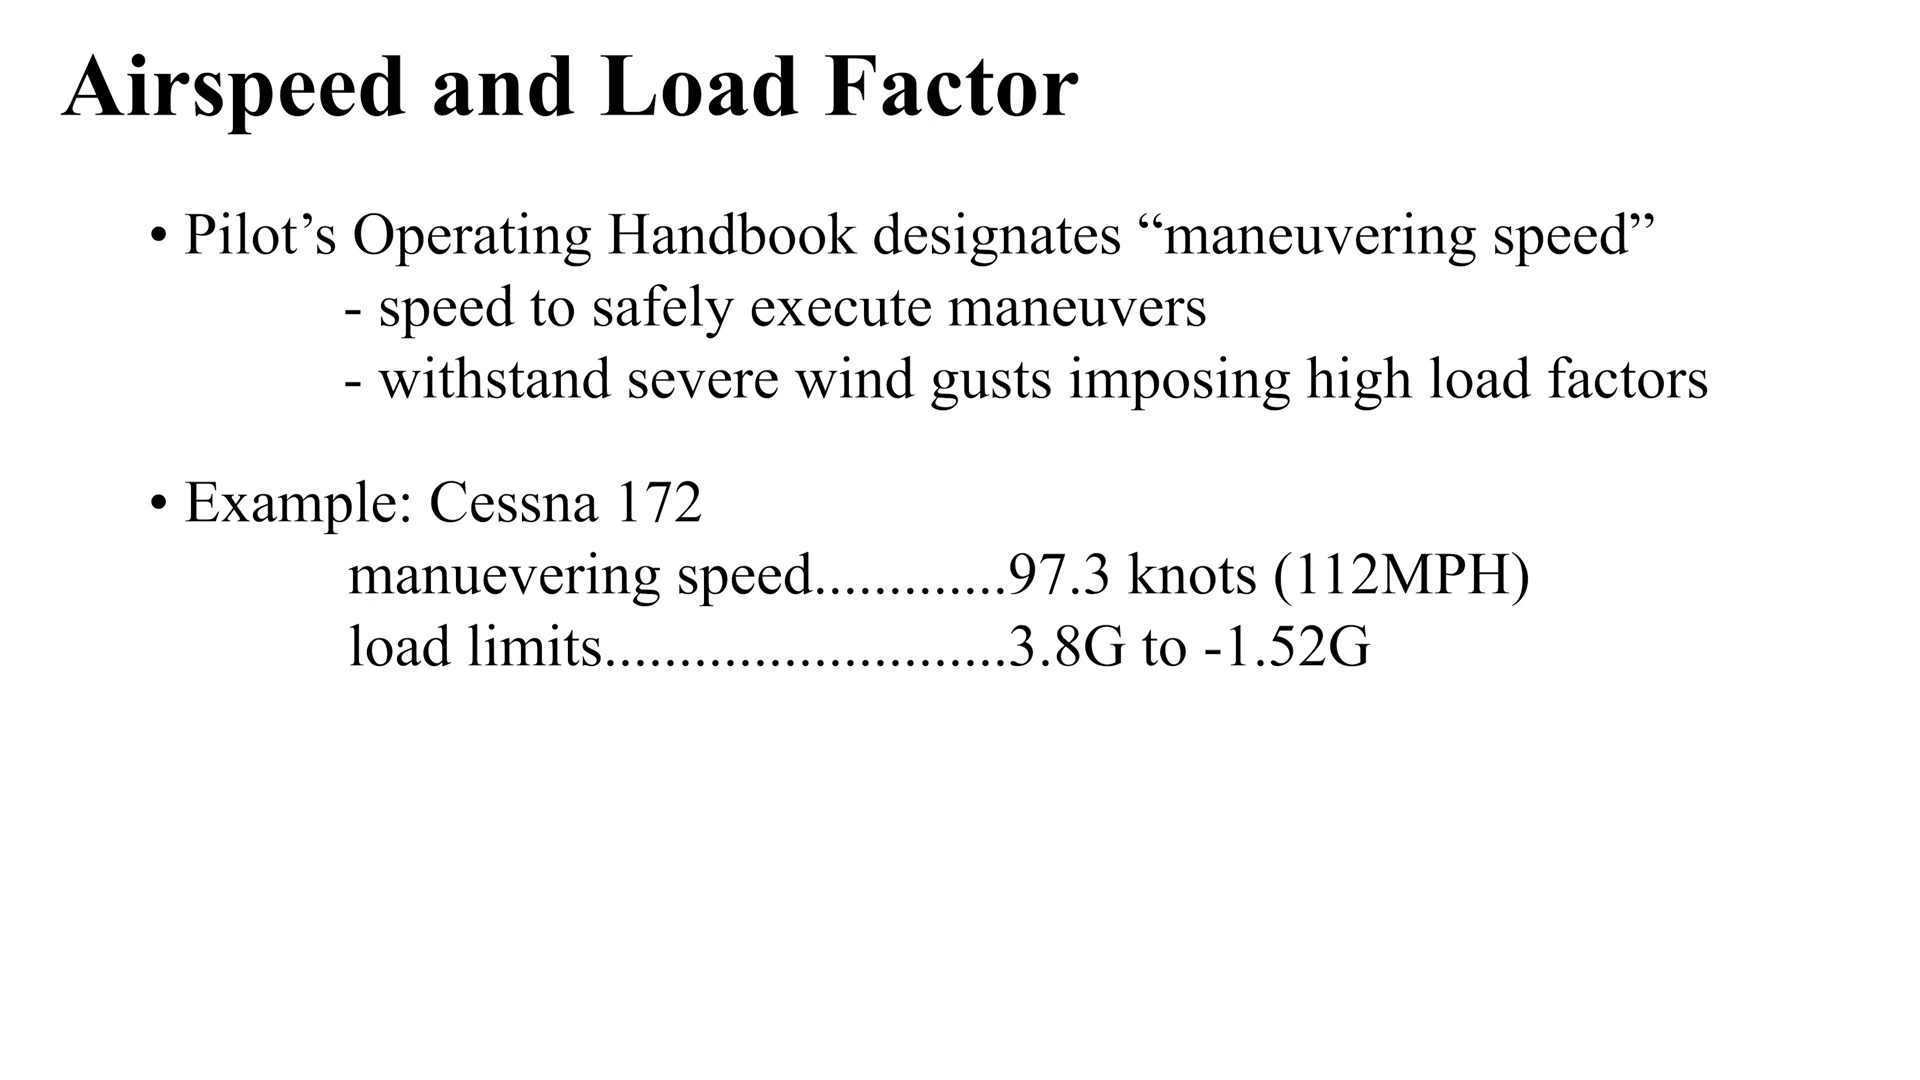 Airspeed and Load Factor
• Pilot’s Operating Handbook designates “maneuvering speed”
- speed to safely execute maneuvers
- withstand severe wind gusts imposing high load factors
• Example: Cessna 172
manuevering speed.............97.3 knots (112MPH)
load limits...........................3.8G to -1.52G